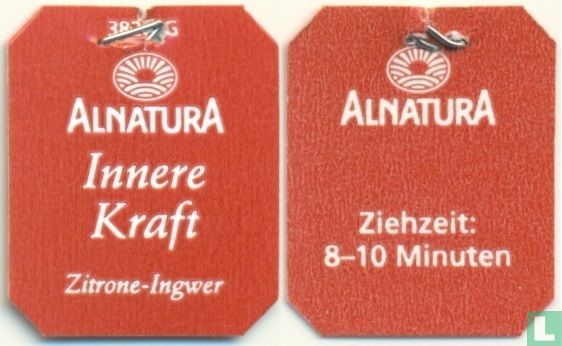 ALNATURA
Innere
Kraft
Zitrone-Ingwer
ALNATURA
Ziehzeit:
8–10 Minuten